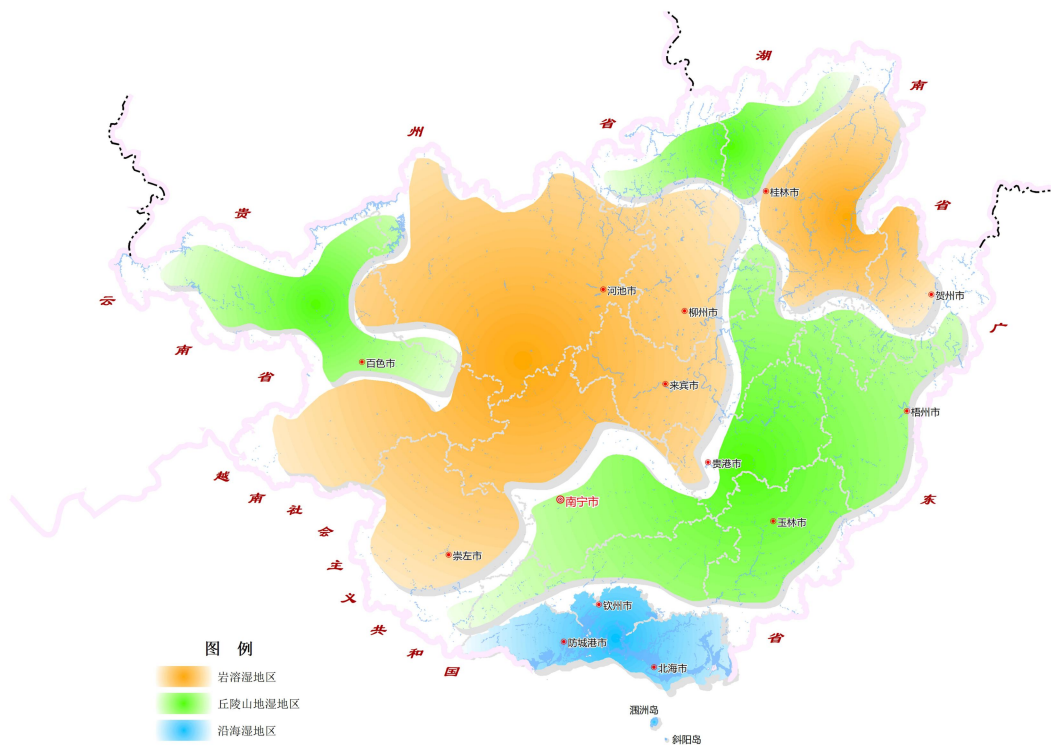 湖
南
省
州
省
贵
桂林市
省
云
河池市
贺州市
柳州市
广
南
百色市
省
来宾市
梧州市
贵港市
越
南
社
会
主
义
共
和
国
南宁市
东
玉林市
崇左市
钦州市
省
防城港市
北海市
图 例
岩溶湿地区
丘陵山地湿地区
沿海湿地区
涠洲岛
斜阳岛